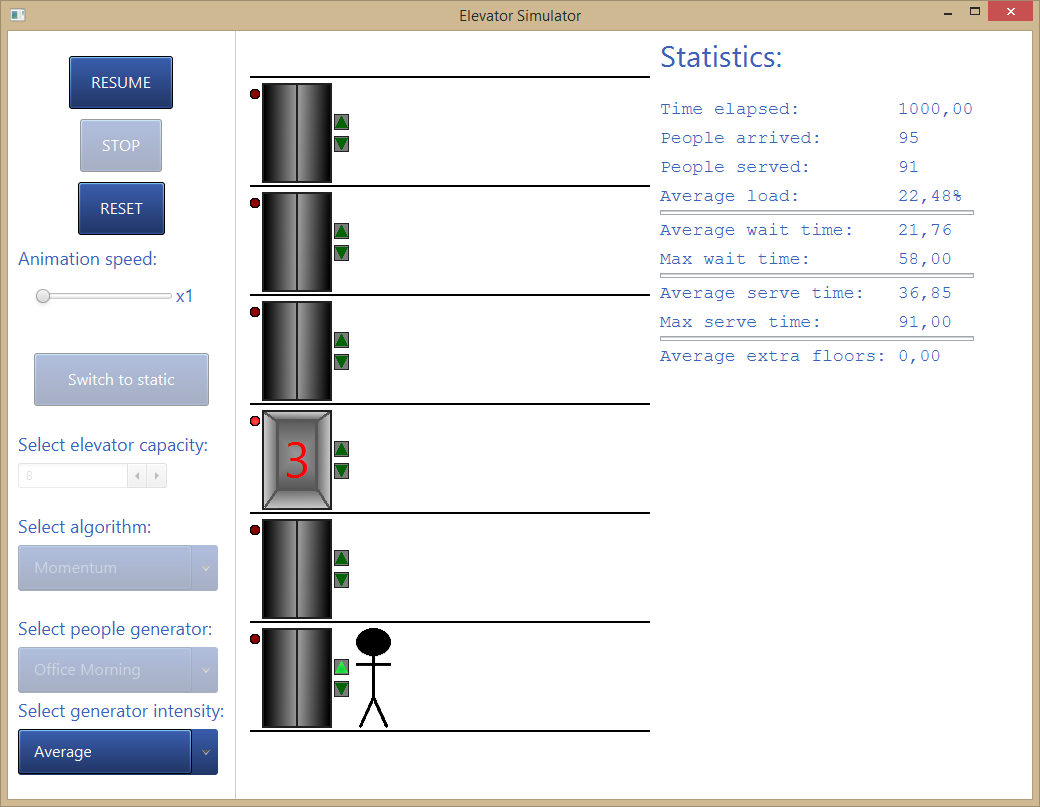 Elevator Simulator
RESUME
STOP
RESET
Animation speed:
x1
Switch to static
Select elevator capacity:
8
Select algorithm:
Momentum
Select people generator:
Office Morning
Select generator intensity:
Average
3
Statistics:
Time elapsed: 1000,00
People arrived: 95
People served: 91
Average load: 22,48%
Average wait time: 21,76
Max wait time: 58,00
Average serve time: 36,85
Max serve time: 91,00
Average extra floors: 0,00